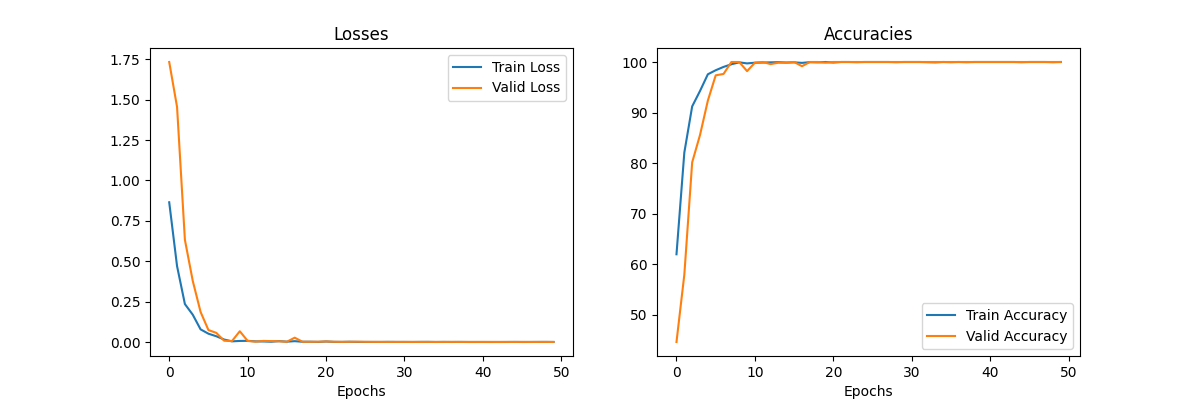 Losses
1.75
1.50
1.25
1.00
0.75
0.50
0.25
0.00
Train Loss
Valid Loss
0 10 20 30 40 50
Epochs
Accuracies
100
90
80
70
60
50
Train Accuracy
Valid Accuracy
0 10 20 30 40 50
Epochs